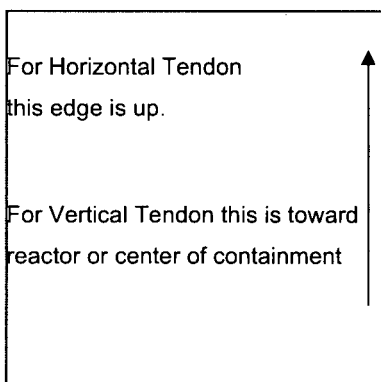 For Horizontal Tendon
this edge is up.
For Vertical Tendon this is toward
reactor or center of containment